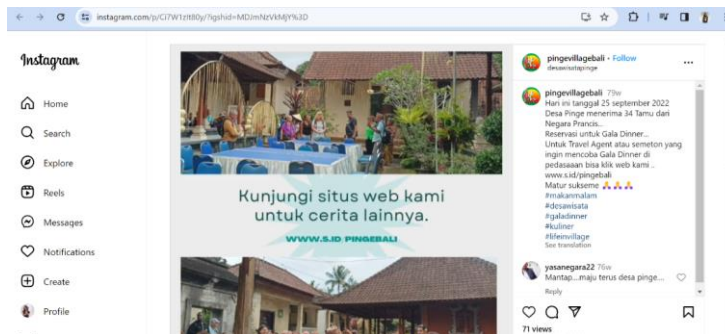 instagram.com/p/Ci7W1zIt80y/?igshid=MDJmNzVkMjY%3D
Instagram
Home
Search
Explore
Reels
Messages
Notifications
Create
Profile
Kunjungi situs web kami
untuk cerita lainnya.
WWW.S.ID PINGEBALI
pingevillagebali • Follow
desawisatapinge
pingevillagebali 79w
Hari ini tanggal 25 september 2022
Desa Pinge menerima 34 Tamu dari
Negara Prancis...
Reservasi untuk Gala Dinner...
Untuk Travel Agent atau semeton yang
ingin mencoba Gala Dinner di
pedasaaan bisa klik web kami ..
www.s.id/pingebali
Matur sukseme 🙏🙏🙏
#makanmalam
#desawisata
#galadinner
#kuliner
#lifeinvillage
See translation
yasanegara22 76w
Mantap...maju terus desa pinge...
Reply
71 views